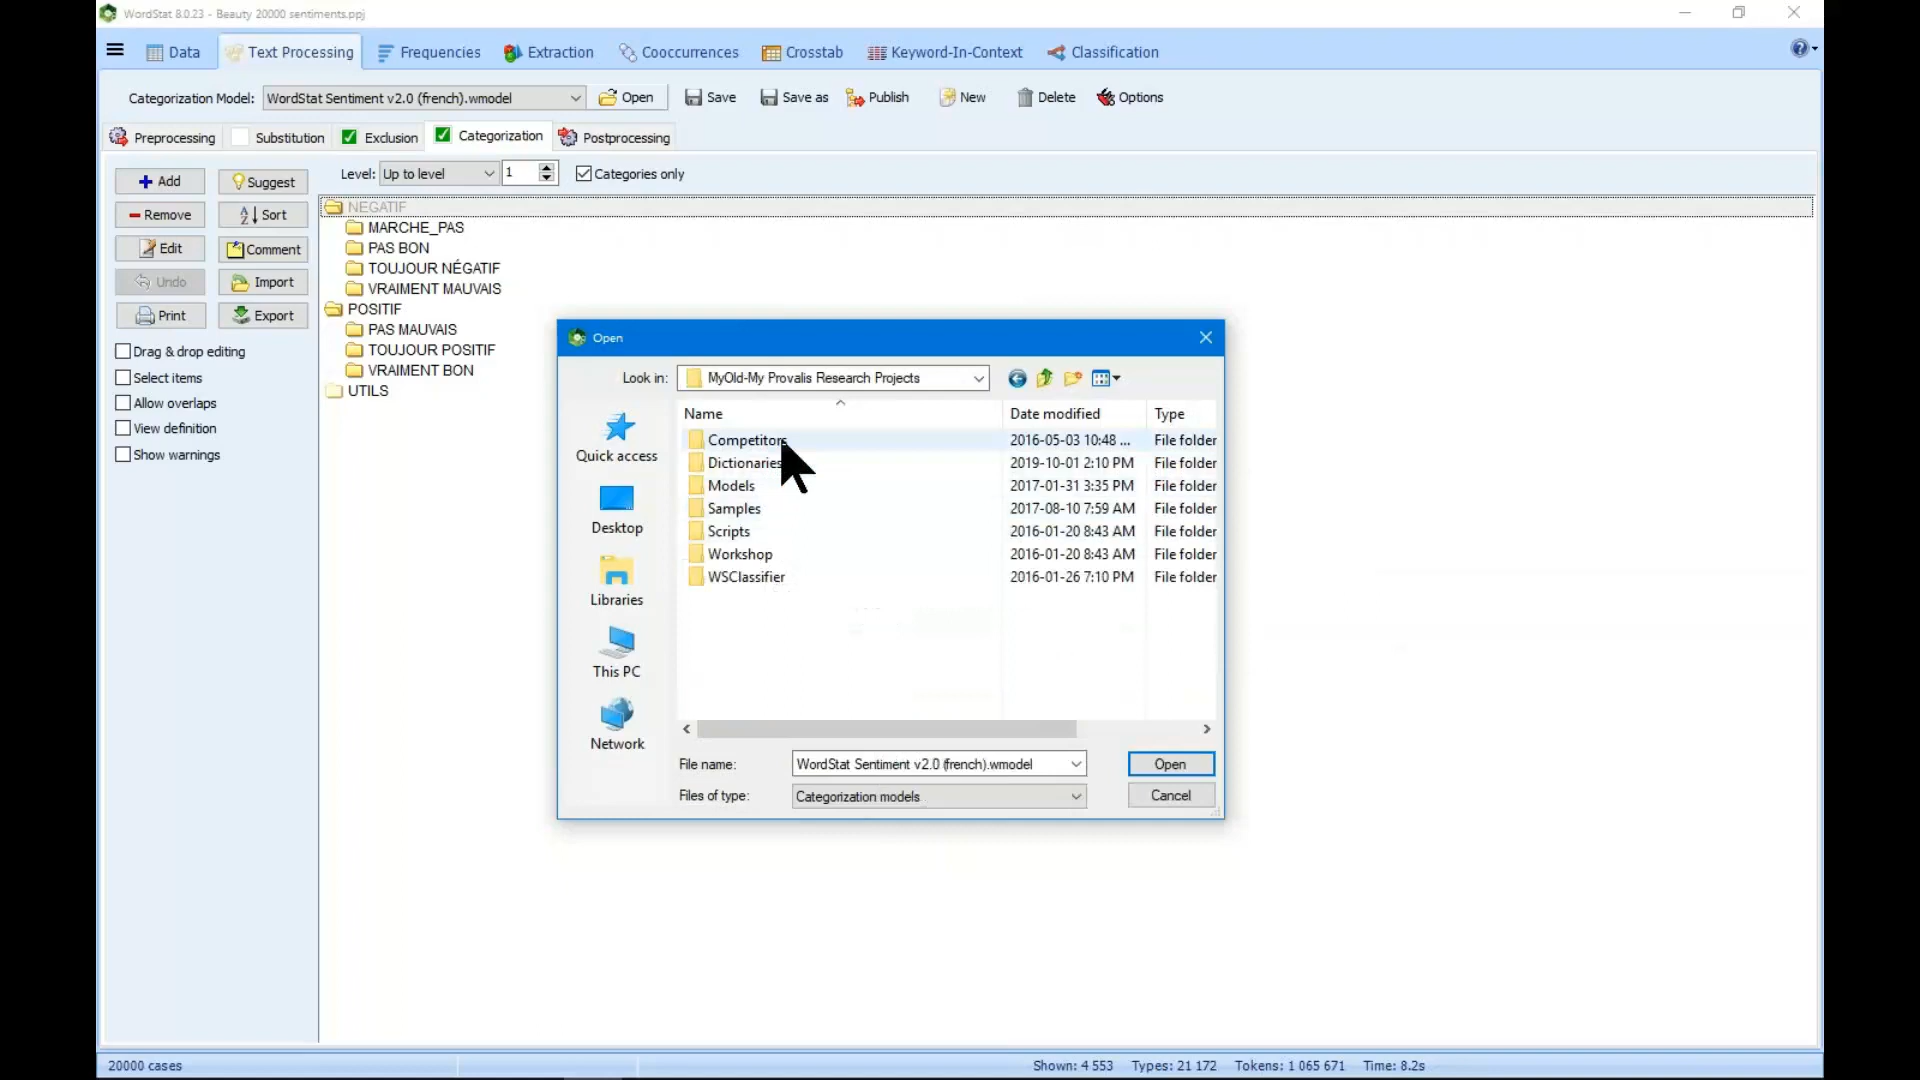 WordStat 8.0.23 - Beauty 20000 sentiments.ppj
Data Text Processing Frequencies Extraction Cooccurrences Crosstab Keyword-In-Context Classification
Categorization Model: WordStat Sentiment v2.0 (french).wmodel Open Save Save as Publish New Delete Options
Preprocessing Substitution Exclusion Categorization Postprocessing
Add Suggest Level: Up to level 1 Categories only
Remove Sort
Edit Comment
Undo Import
Print Export
Drag & drop editing
Select items
Allow overlaps
View definition
Show warnings
NEGATIF
MARCHE_PAS
PAS BON
TOUJOUR NÉGATIF
VRAIMENT MAUVAIS
POSITIF
PAS MAUVAIS
TOUJOUR POSITIF
VRAIMENT BON
UTILS
Open
Look in: MyOld-My Provalis Research Projects
Quick access
Desktop
Libraries
This PC
Network
Name Date modified Type
Competitors 2016-05-03 10:48 ... File folder
Dictionaries 2019-10-01 2:10 PM File folder
Models 2017-01-31 3:35 PM File folder
Samples 2017-08-10 7:59 AM File folder
Scripts 2016-01-20 8:43 AM File folder
Workshop 2016-01-20 8:43 AM File folder
WSClassifier 2016-01-26 7:10 PM File folder
File name: WordStat Sentiment v2.0 (french).wmodel Open
Files of type: Categorization models Cancel
20000 cases Shown: 4 553 Types: 21 172 Tokens: 1 065 671 Time: 8.2s